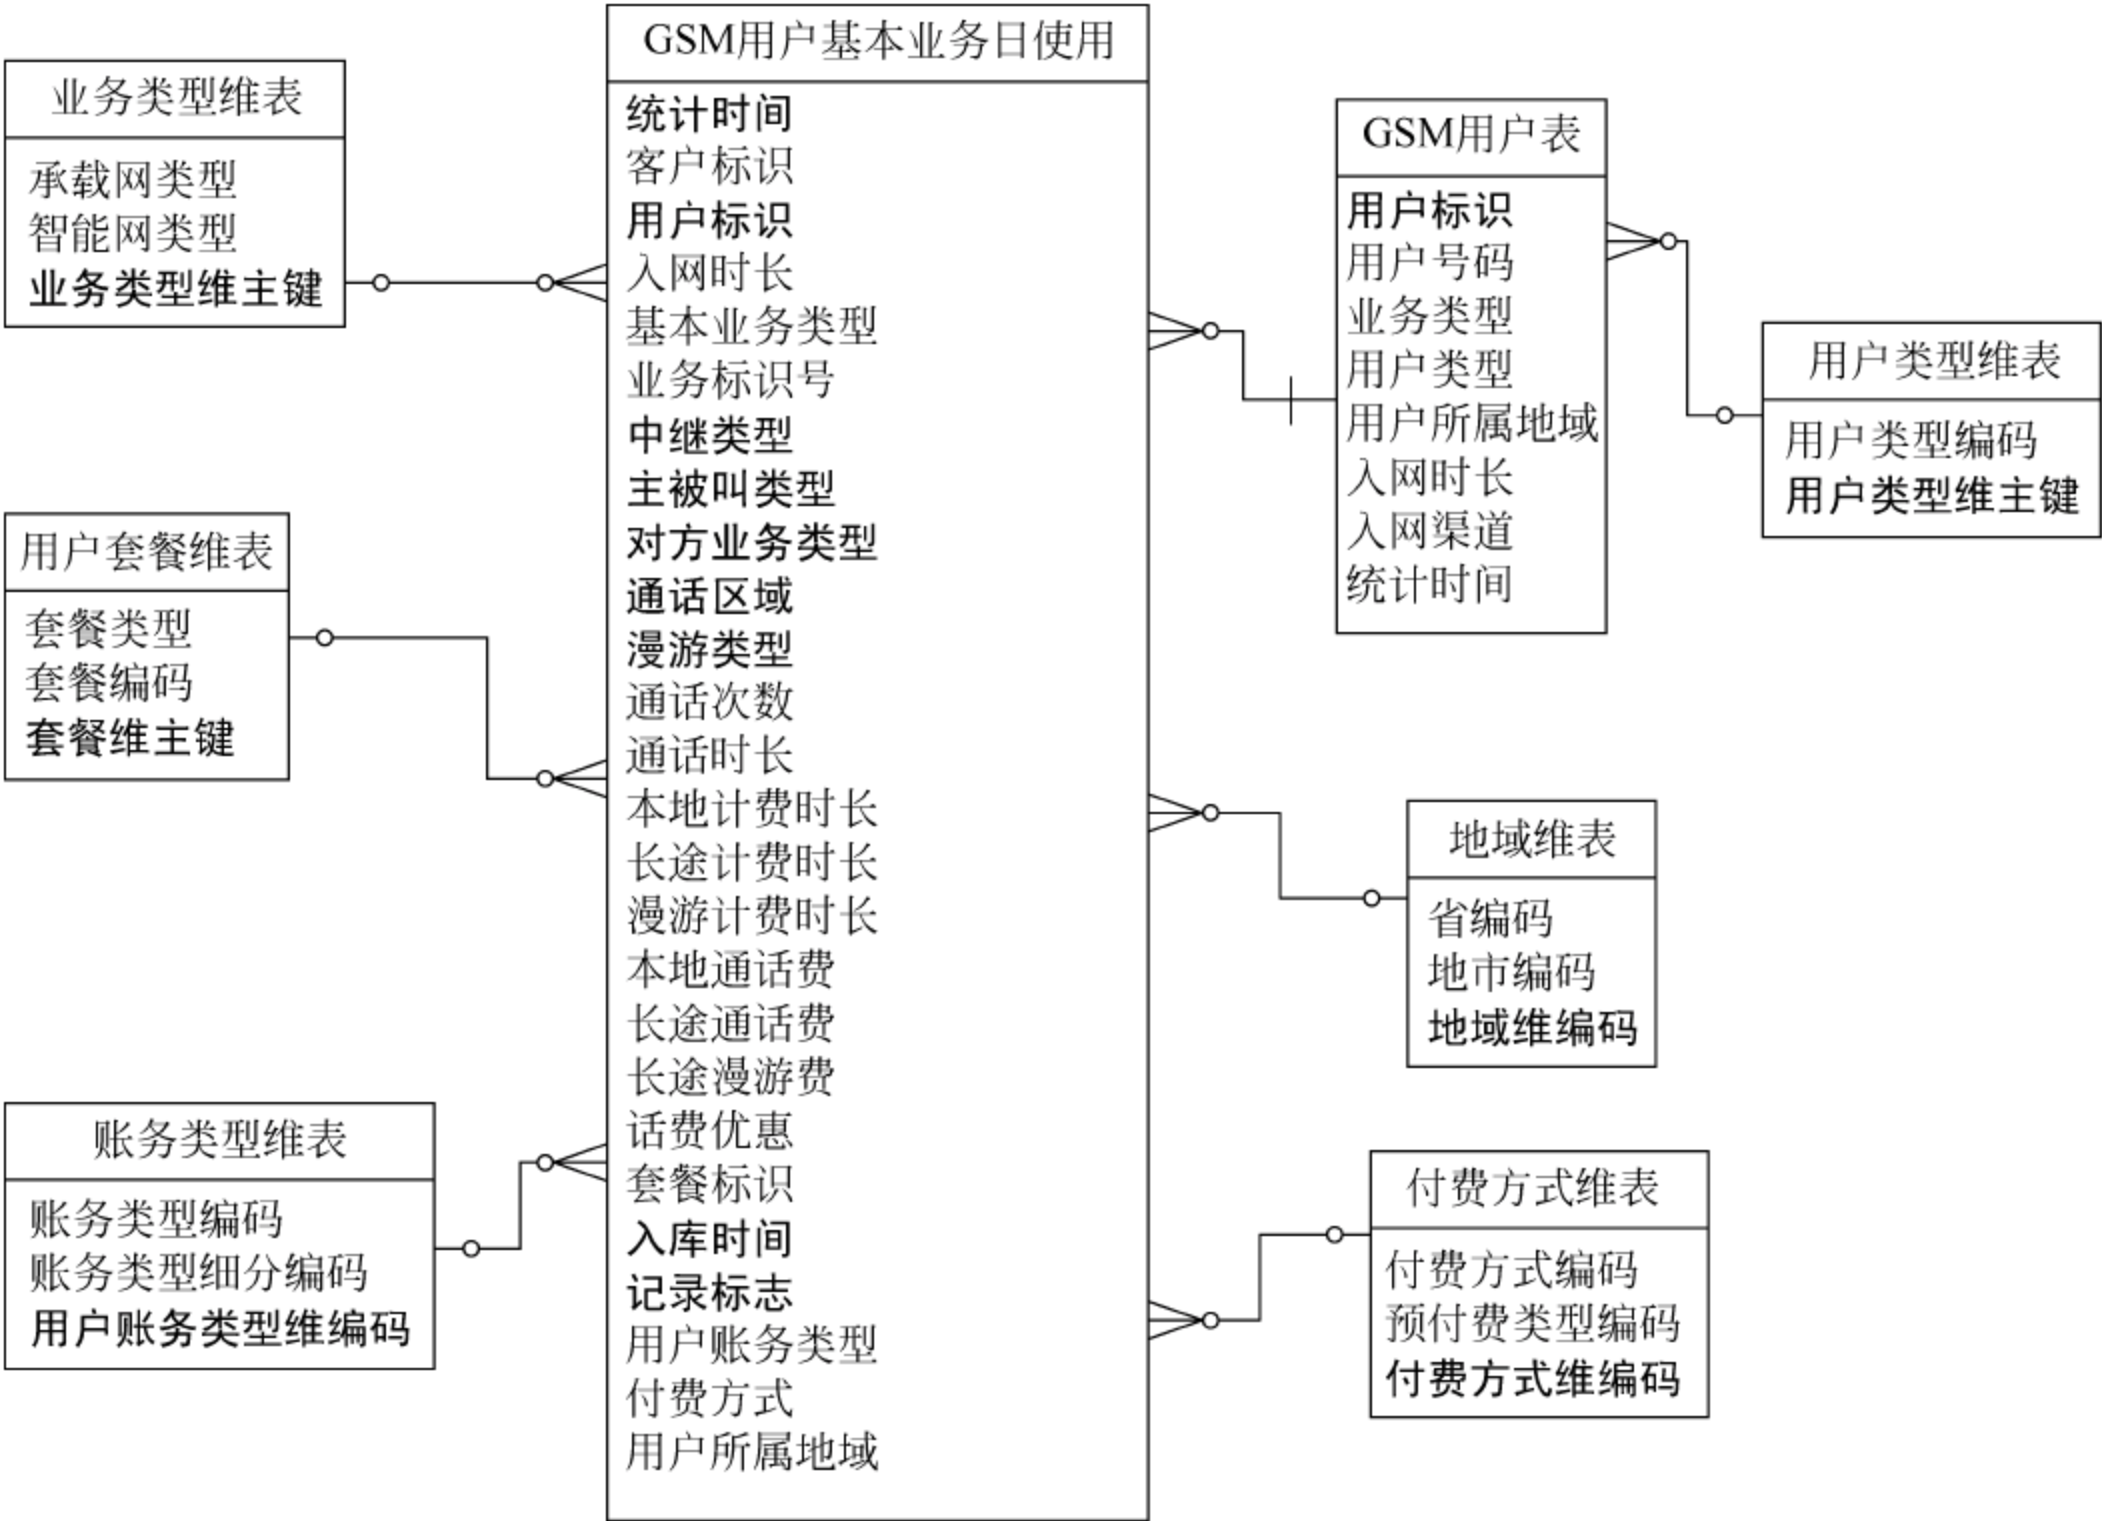 业务类型维表
承载网类型
智能网类型
业务类型维主键
用户套餐维表
套餐类型
套餐编码
套餐维主键
账务类型维表
账务类型编码
账务类型细分编码
用户账务类型维编码
GSM用户基本业务日使用
统计时间
客户标识
用户标识
入网时长
基本业务类型
业务标识号
中继类型
主被叫类型
对方业务类型
通话区域
漫游类型
通话次数
通话时长
本地计费时长
长途计费时长
漫游计费时长
本地通话费
长途通话费
长途漫游费
话费优惠
套餐标识
入库时间
记录标志
用户账务类型
付费方式
用户所属地域
GSM用户表
用户标识
用户号码
业务类型
用户类型
用户所属地域
入网时长
入网渠道
统计时间
用户类型维表
用户类型编码
用户类型维主键
地域维表
省编码
地市编码
地域维编码
付费方式维表
付费方式编码
预付费类型编码
付费方式维编码